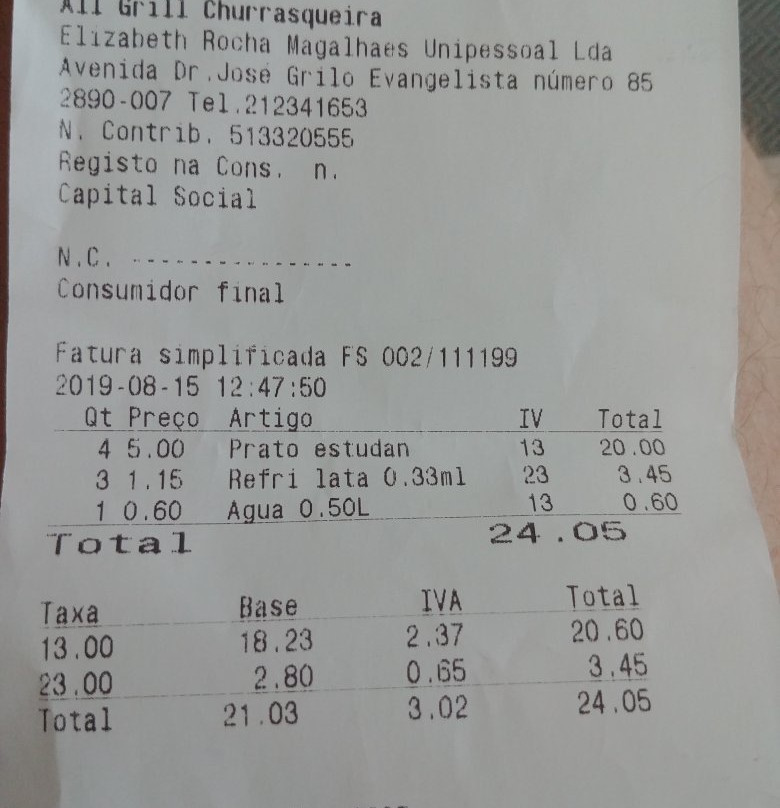 All Grill Churrasqueira
Elizabeth Rocha Magalhaes Unipessoal Lda
Avenida Dr.José Grilo Evangelista número 85
2890-007 Tel.212341653
N. Contrib. 513320555
Registo na Cons. n.
Capital Social
N.C. ----------------
Consumidor final
Fatura simplificada FS 002/111199
2019-08-15 12:47:50
Qt Preço Artigo IV Total
4 5.00 Prato estudan 13 20.00
3 1.15 Refri lata 0.33ml 23 3.45
1 0.60 Agua 0.50L 13 0.60
Total 24.05
Taxa Base IVA Total
13.00 18.23 2.37 20.60
23.00 2.80 0.65 3.45
Total 21.03 3.02 24.05